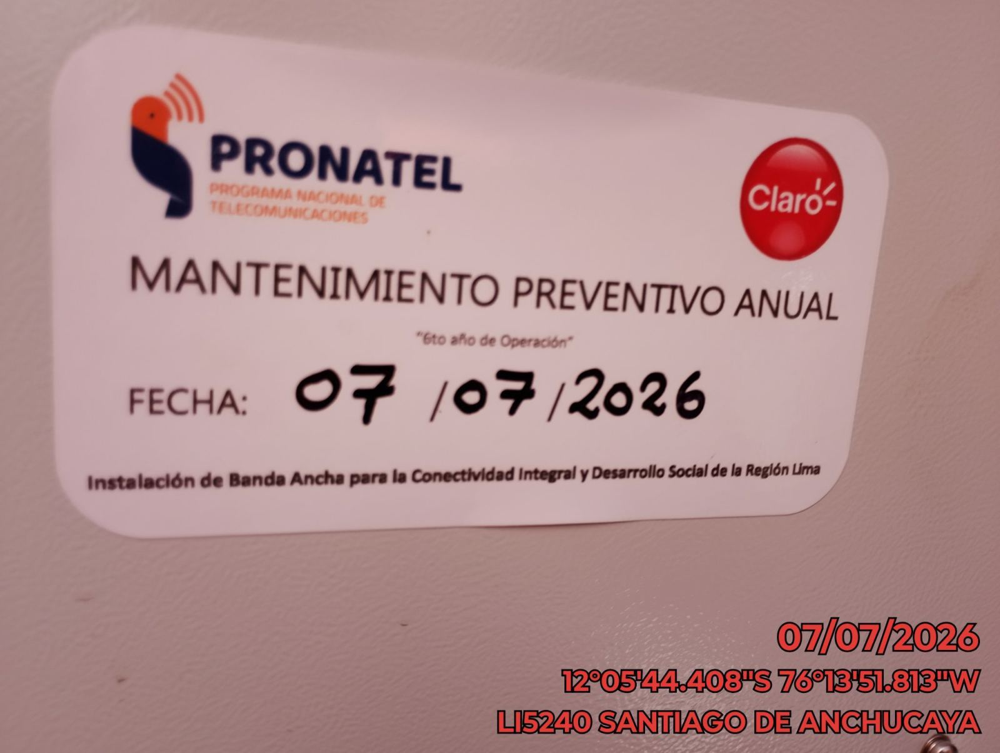 PRONATEL
PROGRAMA NACIONAL DE
TELECOMUNICACIONES
Claro
MANTENIMIENTO PREVENTIVO ANUAL
"6to año de Operación"
FECHA: 07/07/2026
Instalación de Banda Ancha para la Conectividad Integral y Desarrollo Social de la Región Lima
07/07/2026
12°05'44.408"S 76°13'51.813"W
LI5240 SANTIAGO DE ANCHUCAYA